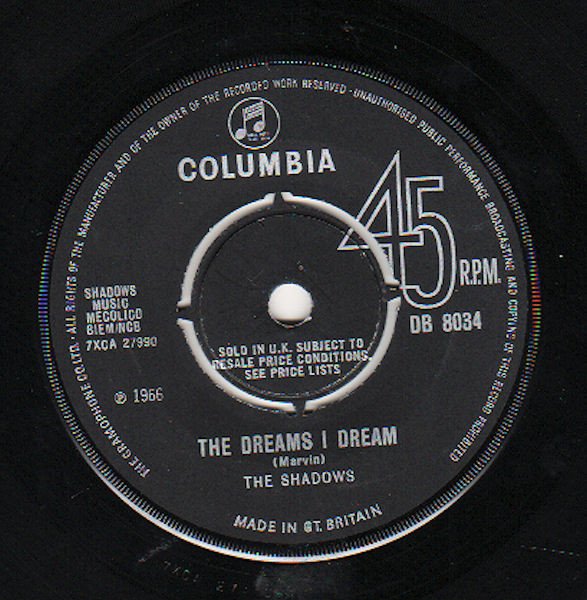 THE GRAMOPHONE CO. LTD. · ALL RIGHTS OF THE MANUFACTURER AND OF THE OWNER OF THE RECORDED WORK RESERVED · UNAUTHORISED PUBLIC PERFORMANCE BROADCASTING AND COPYING OF THIS RECORD PROHIBITED
COLUMBIA
45
R.P.M.
DB 8034
SHADOWS
MUSIC
MECOLICO
BIEM/NCB
7XCA 27990
℗ 1966
SOLD IN U.K. SUBJECT TO
RESALE PRICE CONDITIONS,
SEE PRICE LISTS
THE DREAMS I DREAM
(Marvin)
THE SHADOWS
MADE IN GT. BRITAIN
7XCA